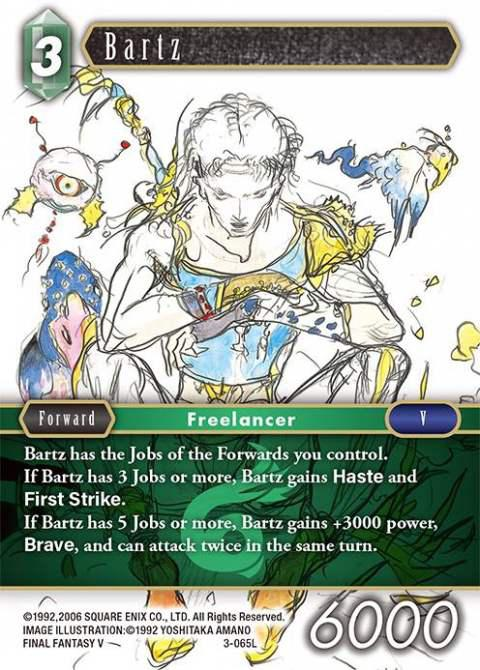 3
Bartz
Forward
Freelancer
V
Bartz has the Jobs of the Forwards you control.
If Bartz has 3 Jobs or more, Bartz gains Haste and
First Strike.
If Bartz has 5 Jobs or more, Bartz gains +3000 power,
Brave, and can attack twice in the same turn.
©1992,2006 SQUARE ENIX CO., LTD. All Rights Reserved.
IMAGE ILLUSTRATION:©1992 YOSHITAKA AMANO
FINAL FANTASY V
3-065L
6000